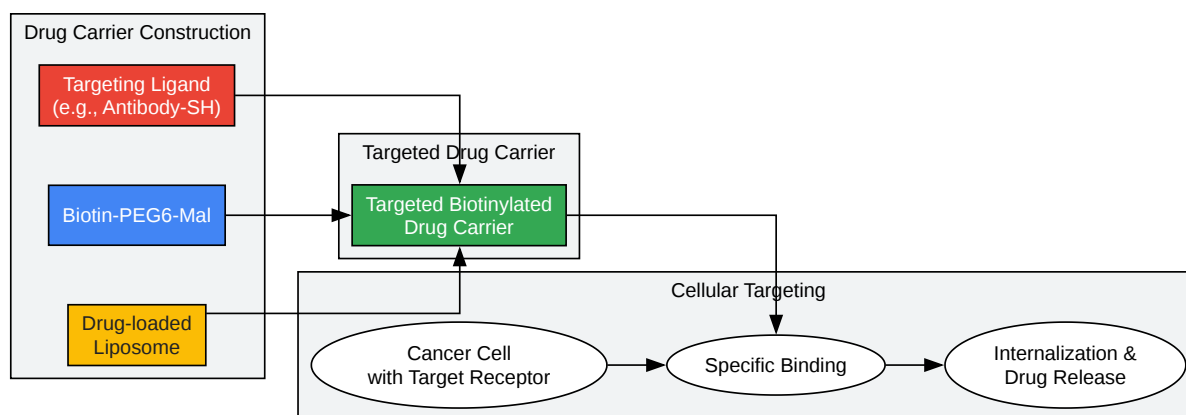 Drug Carrier Construction
Targeting Ligand
(e.g., Antibody-SH)
Biotin-PEG6-Mal
Drug-loaded
Liposome
Targeted Drug Carrier
Targeted Biotinylated
Drug Carrier
Cellular Targeting
Cancer Cell
with Target Receptor
Specific Binding
Internalization &
Drug Release